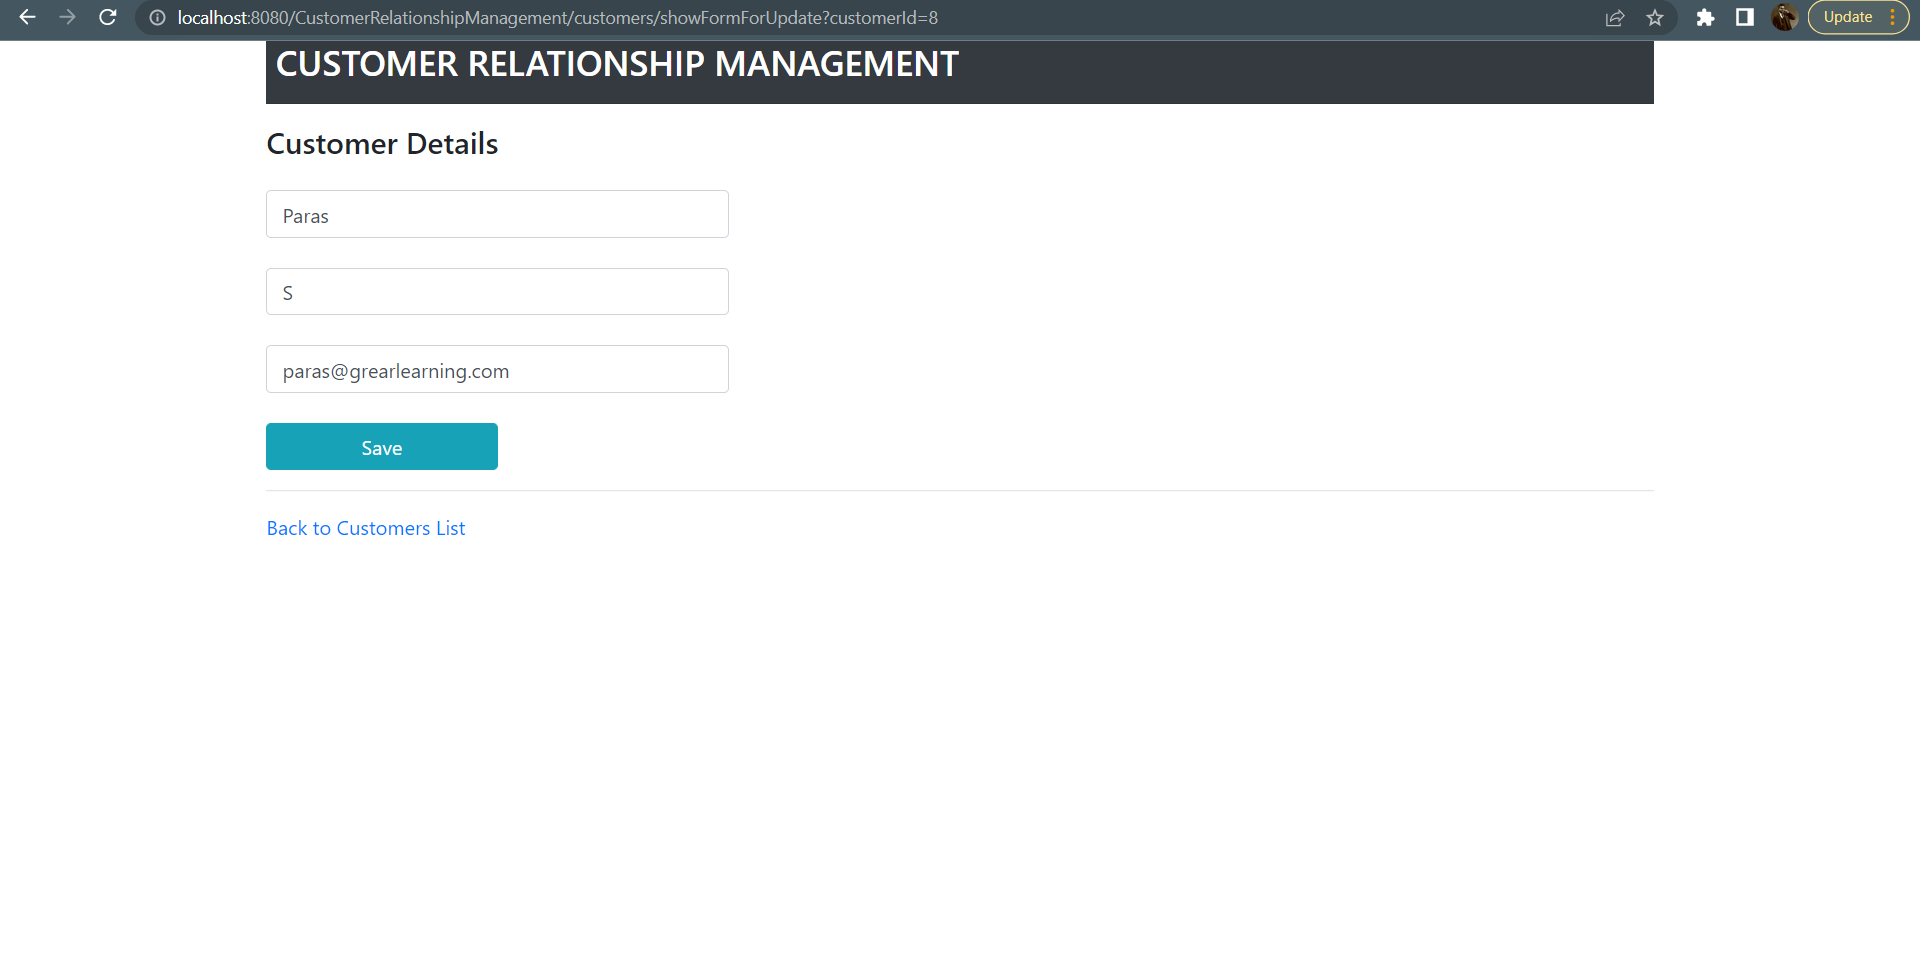 localhost:8080/CustomerRelationshipManagement/customers/showFormForUpdate?customerId=8
Update
CUSTOMER RELATIONSHIP MANAGEMENT
Customer Details
Paras
S
paras@grearlearning.com
Save
Back to Customers List